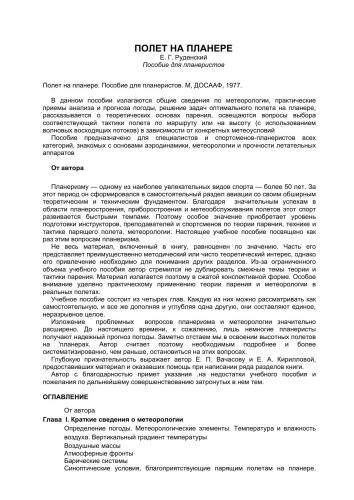 ПОЛЕТ НА ПЛАНЕРЕ
Е. Г. Руденский
Пособие для планеристов
Полет на планере. Пособие для планеристов. М, ДОСААФ, 1977.
В данном пособии излагаются общие сведения по метеорологии, практические
приемы анализа и прогноза погоды, решение задач оптимального полета на планере,
рассказывается о теоретических основах парения, освещаются вопросы выбора
соответствующей тактики полета по маршруту или на высоту (с использованием
волновых восходящих потоков) в зависимости от конкретных метеоусловий
Пособие предназначено для специалистов и спортсменов-планеристов всех
категорий, знакомых с основами аэродинамики, метеорологии и прочности летательных
аппаратов
От автора
Планеризму — одному из наиболее увлекательных видов спорта — более 50 лет. За
этот период он сформировался в самостоятельный раздел авиации со своим обширным
теоретическим и техническим фундаментом. Благодаря значительным успехам в
области планеростроения, приборостроения и метеообслуживания полетов этот спорт
развивается быстрыми темпами. Поэтому особое значение приобретает уровень
подготовки инструкторов, преподавателей и спортсменов по теории парения, технике и
тактике парящего полета, метеорологии. Настоящее учебное пособие посвящено как
раз этим вопросам планеризма.
Не весь материал, включенный в книгу, равноценен по значению. Часть его
представляет преимущественно методический или чисто теоретический интерес, однако
его привлечение необходимо для понимания других разделов. Из-за ограниченного
объема учебного пособия автор стремился не дублировать смежные темы теории и
тактики парения. Материал поэтому сжато изложен в сжатой конспективной форме. Особое
внимание уделено практическому применению теории парения и метеорологии в
реальных полетах.
Учебное пособие состоит из четырех глав. Каждую из них можно рассматривать как
самостоятельную, и все же дополняя и углубляя одна другую, они составляют единое,
неразрывное целое.
Изложение проблемных вопросов планеризма и метеорологии значительно
расширено. До настоящего времени, к сожалению, лишь немногие планеристы
получают надежный прогноз погоды. Заметно отстаем мы в освоении высотных полетов
на 'планерах. Автор считает поэтому необходимым подробнее и более
систематизированно, чем раньше, остановиться на этих вопросах.
Глубокую признательность выражает автор Е. П. Вачасову и Е. А. Кирилловой,
предоставивших материал и оказавших помощь при написании ряда разделов книги.
Автор с благодарностью примет указания на недостатки учебного пособия и
пожелания по дальнейшему совершенствованию затронутых в нем тем.
ОГЛАВЛЕНИЕ
От автора
Глава I. Краткие сведения о метеорологии
Определение погоды. Метеорологические элементы. Температура и влажность
воздуха. Вертикальный градиент температуры
Воздушные массы
Атмосферные фронты
Барические системы
Синоптические условия, благоприятствующие парящим полетам на планере.